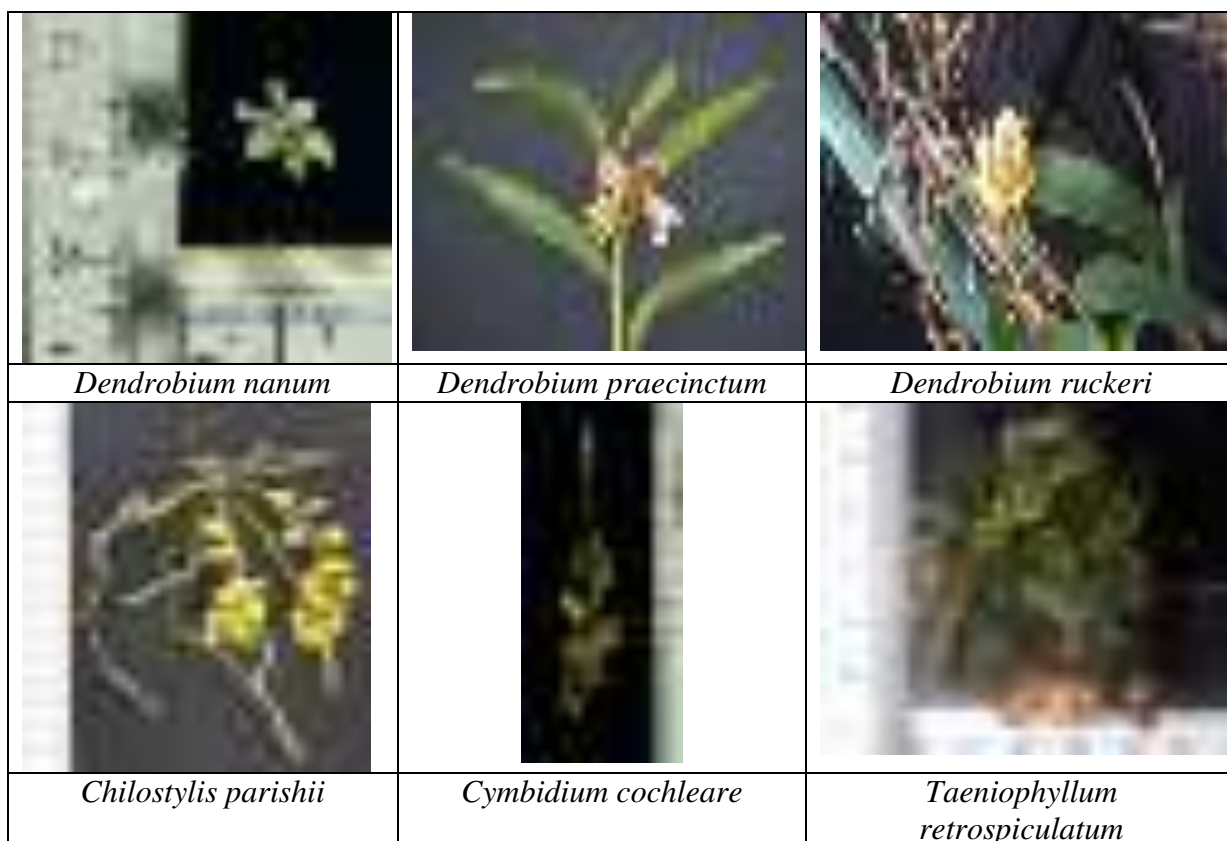 Dendrobium nanum
Dendrobium praecinctum
Dendrobium ruckeri
Chilostylis parishii
Cymbidium cochleare
Taeniophyllum
retrospiculatum